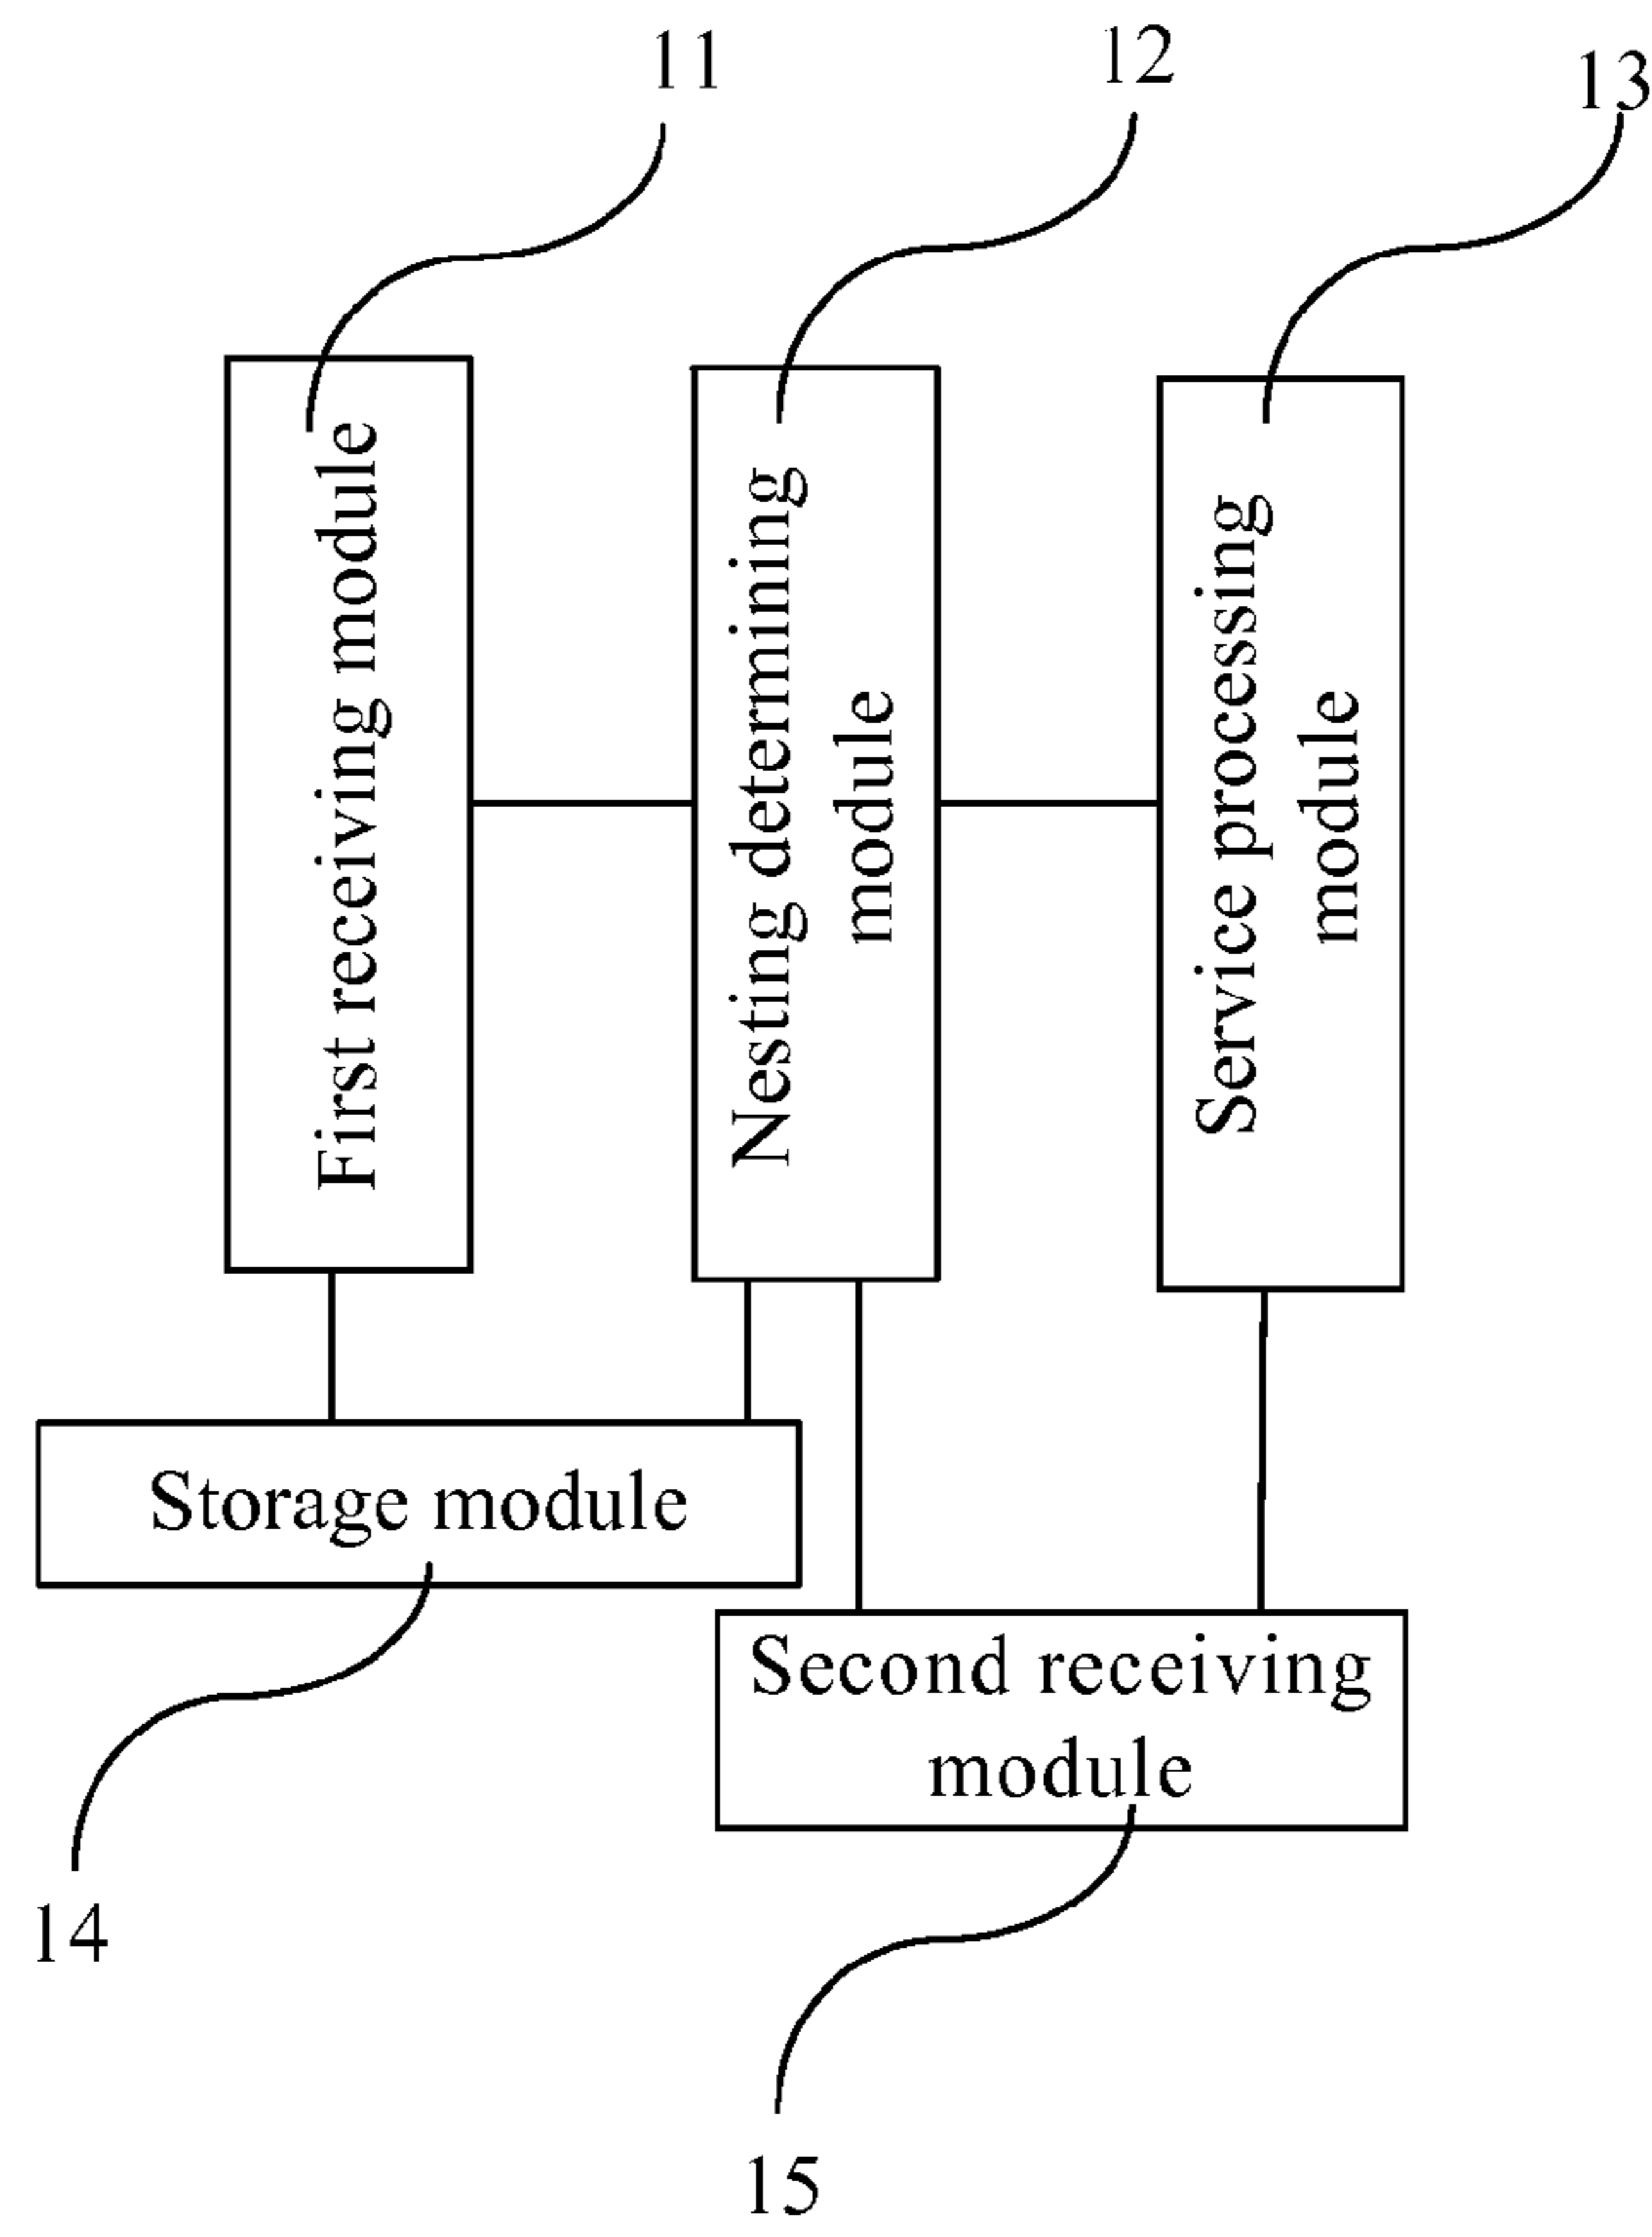 11
12
13
First receiving module
Nesting determining
module
Service processing
module
Storage module
Second receiving
module
14
15